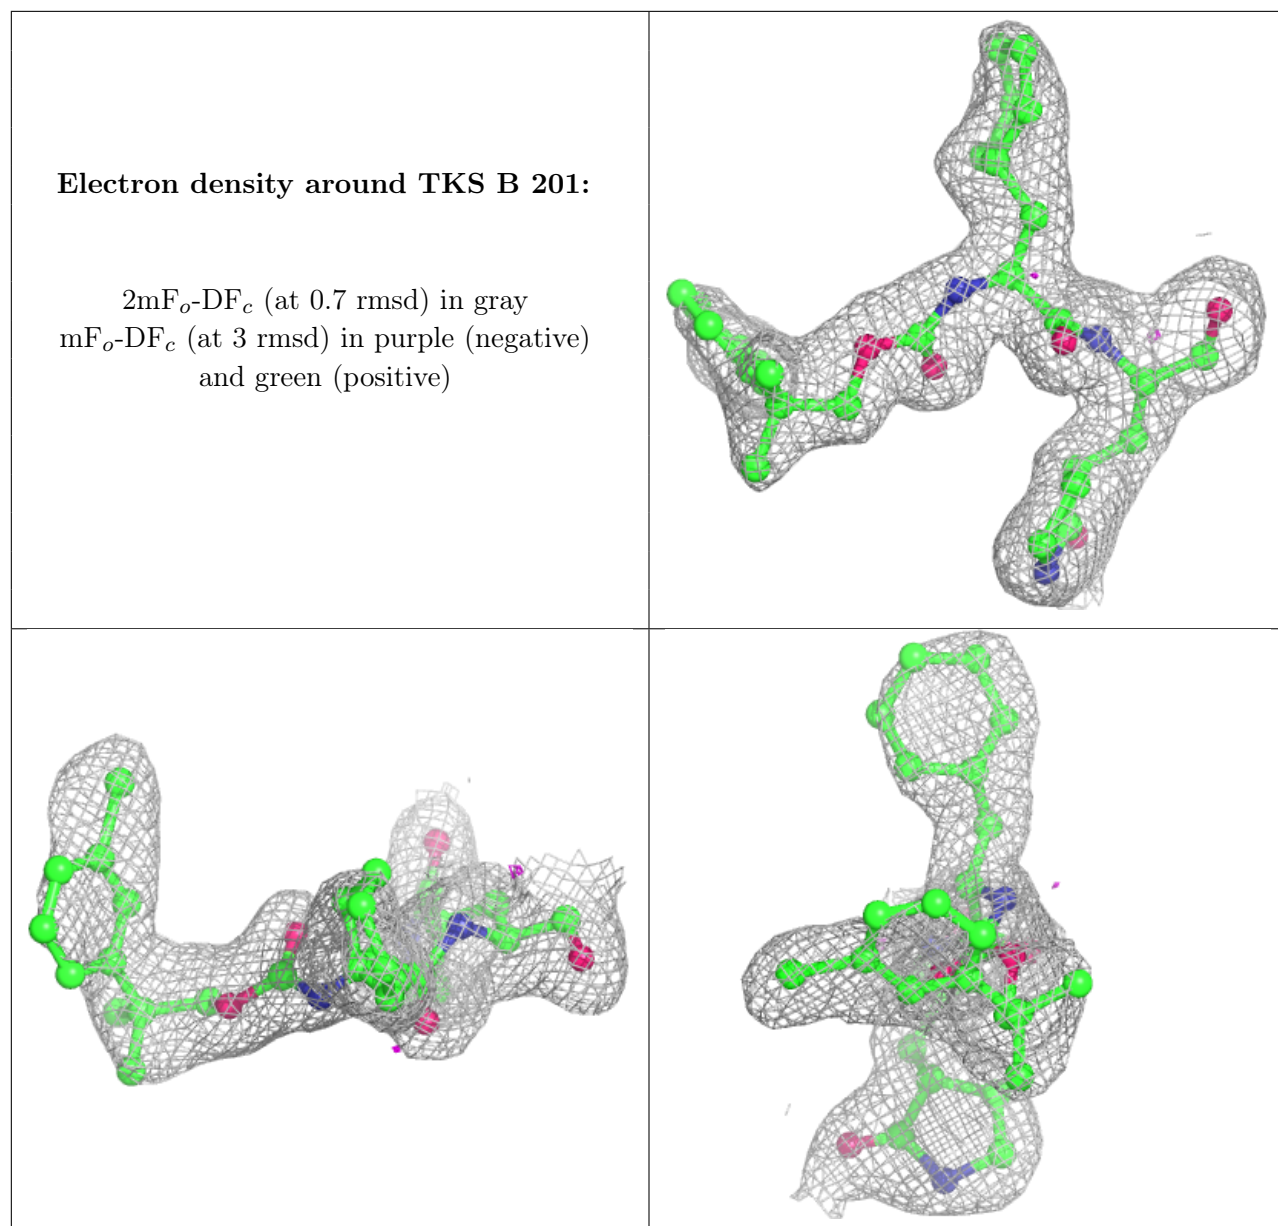 Electron density around TKS B 201:
2mFo-DFc (at 0.7 rmsd) in gray
mFo-DFc (at 3 rmsd) in purple (negative)
and green (positive)